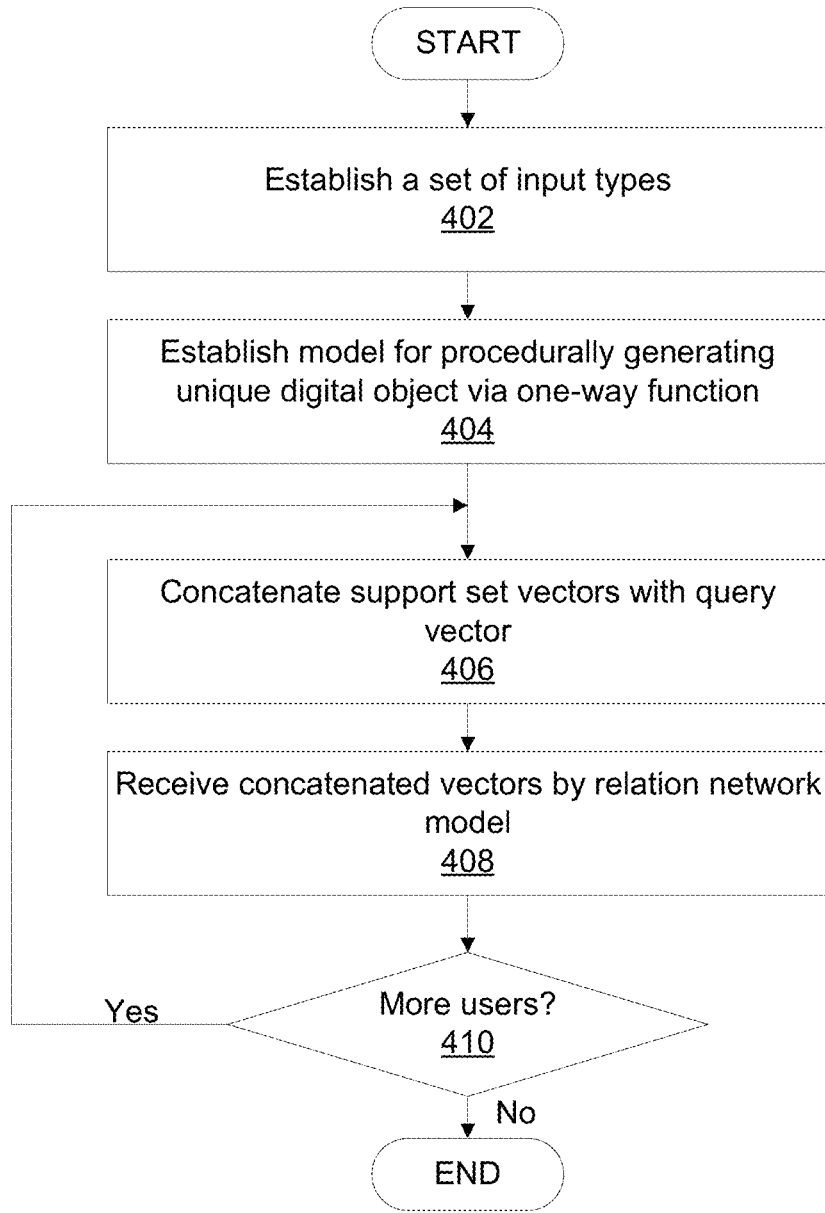 START
Establish a set of input types
402
Establish model for procedurally generating
unique digital object via one-way function
404
Concatenate support set vectors with query
vector
406
Receive concatenated vectors by relation network
model
408
More users?
410
Yes
No
END